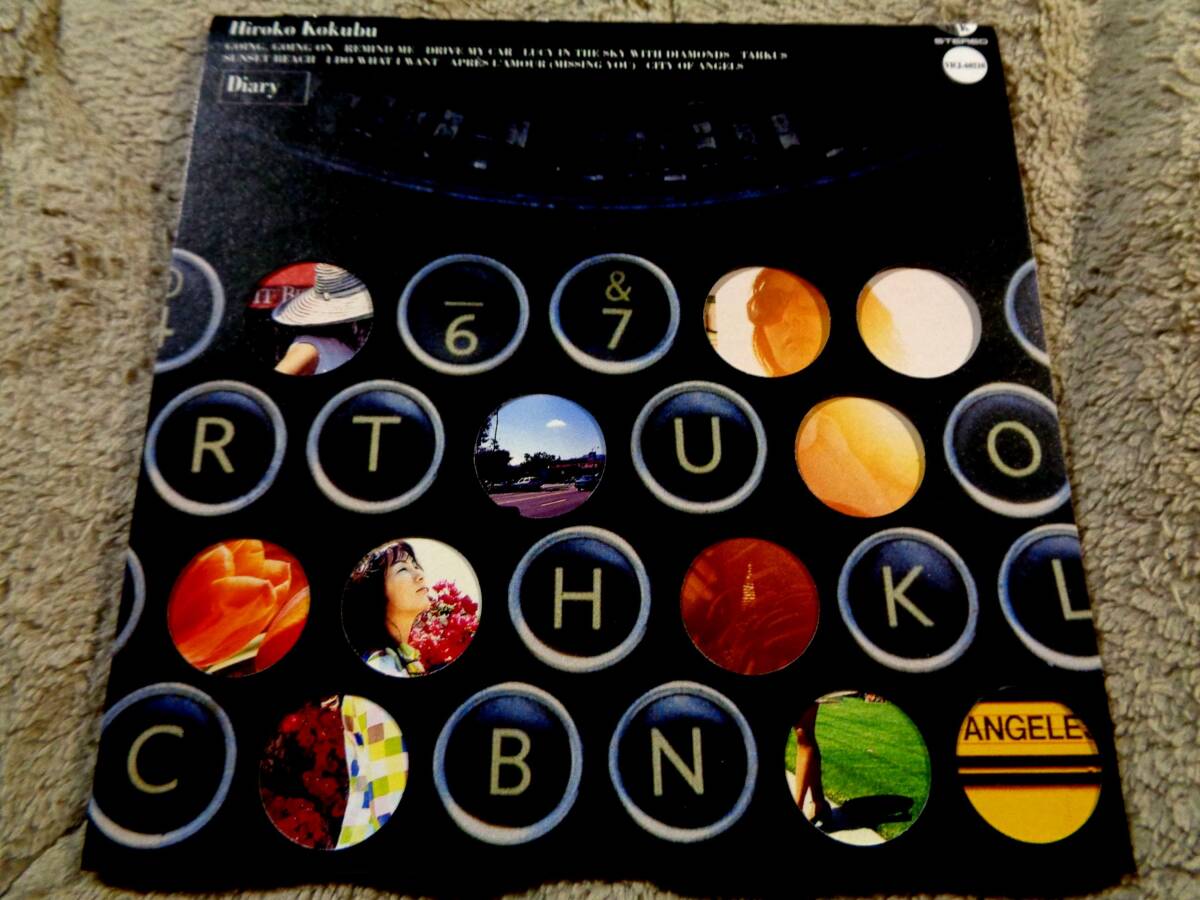 Hiroko Kokubu
GOING, GOING ON REMIND ME DRIVE MY CAR LUCY IN THE SKY WITH DIAMONDS TARKUS
SUNSET BEACH I DO WHAT I WANT APRÈS L'AMOUR (MISSING YOU) CITY OF ANGELS
Diary
STEREO
& 
6 7
R T U O
H K L
C B N
ANGELE